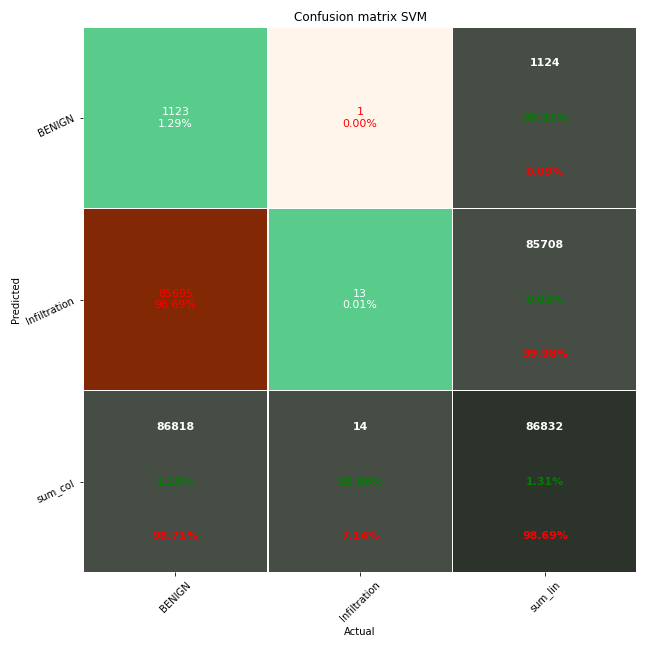 Confusion matrix SVM
BENIGN
1123
1.29%
1
0.00%
1124
99.91%
0.09%
Predicted
Infiltration
85695
98.69%
13
0.01%
85708
0.02%
99.98%
sum_col
86818
1.29%
98.71%
14
92.86%
7.14%
86832
1.31%
98.69%
BENIGN
Infiltration
sum_lin
Actual